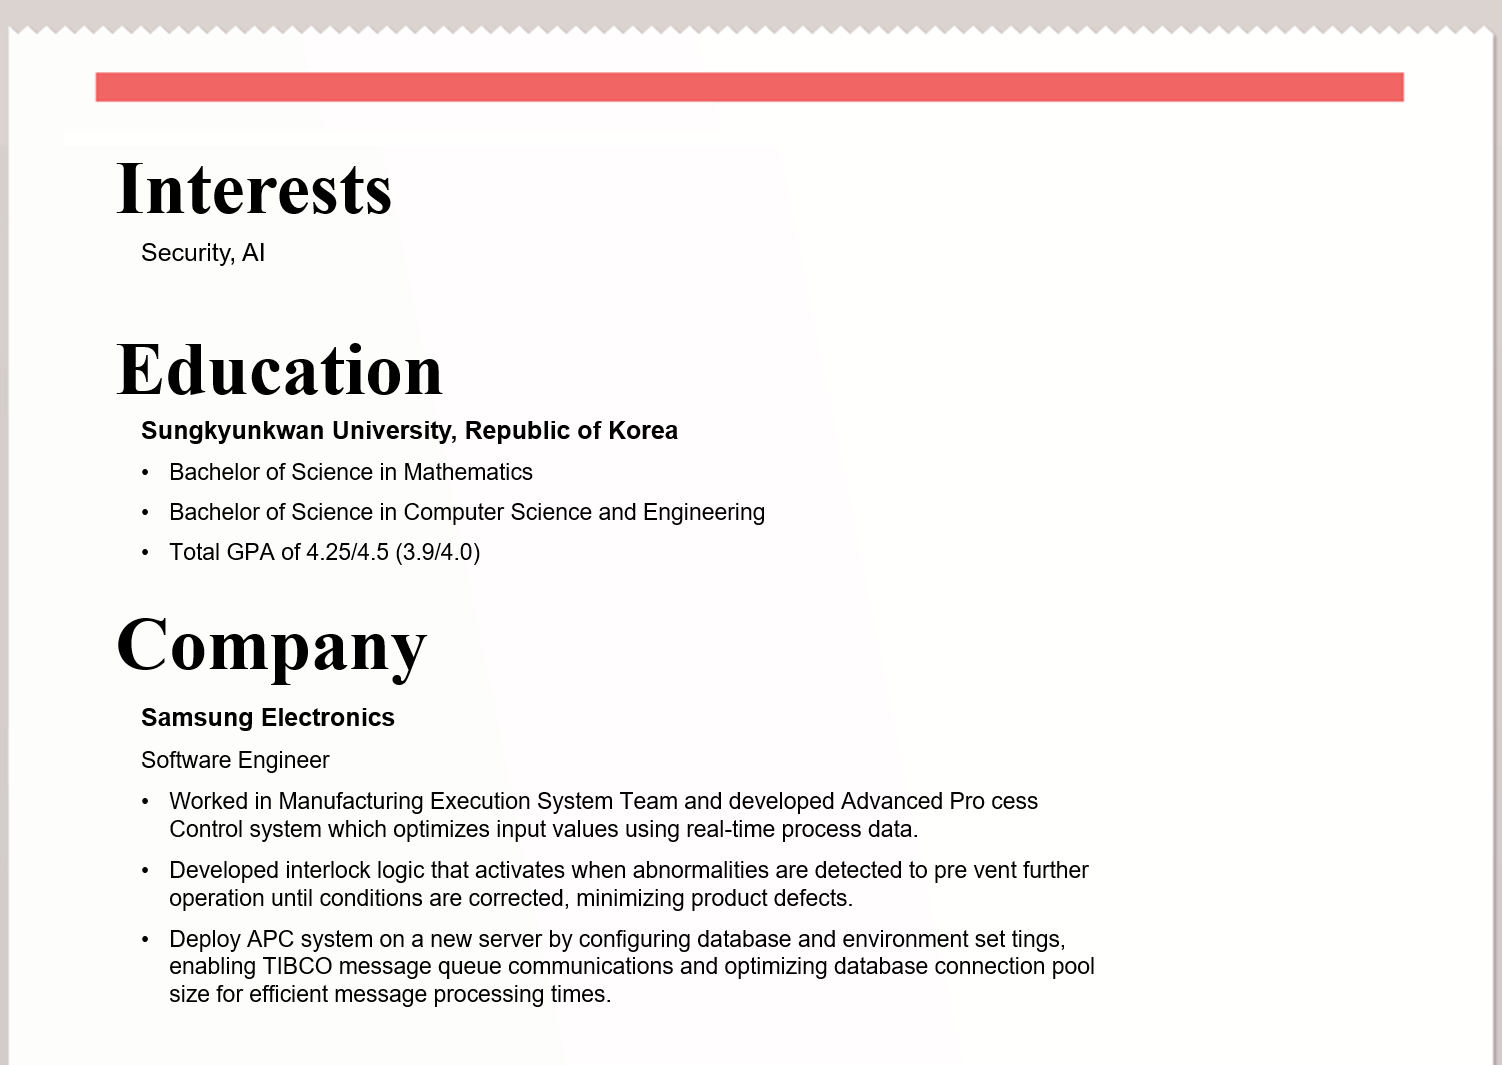 Interests
Security, AI
Education
Sungkyunkwan University, Republic of Korea
• Bachelor of Science in Mathematics
• Bachelor of Science in Computer Science and Engineering
• Total GPA of 4.25/4.5 (3.9/4.0)
Company
Samsung Electronics
Software Engineer
• Worked in Manufacturing Execution System Team and developed Advanced Pro cess
Control system which optimizes input values using real-time process data.
• Developed interlock logic that activates when abnormalities are detected to pre vent further
operation until conditions are corrected, minimizing product defects.
• Deploy APC system on a new server by configuring database and environment set tings,
enabling TIBCO message queue communications and optimizing database connection pool
size for efficient message processing times.